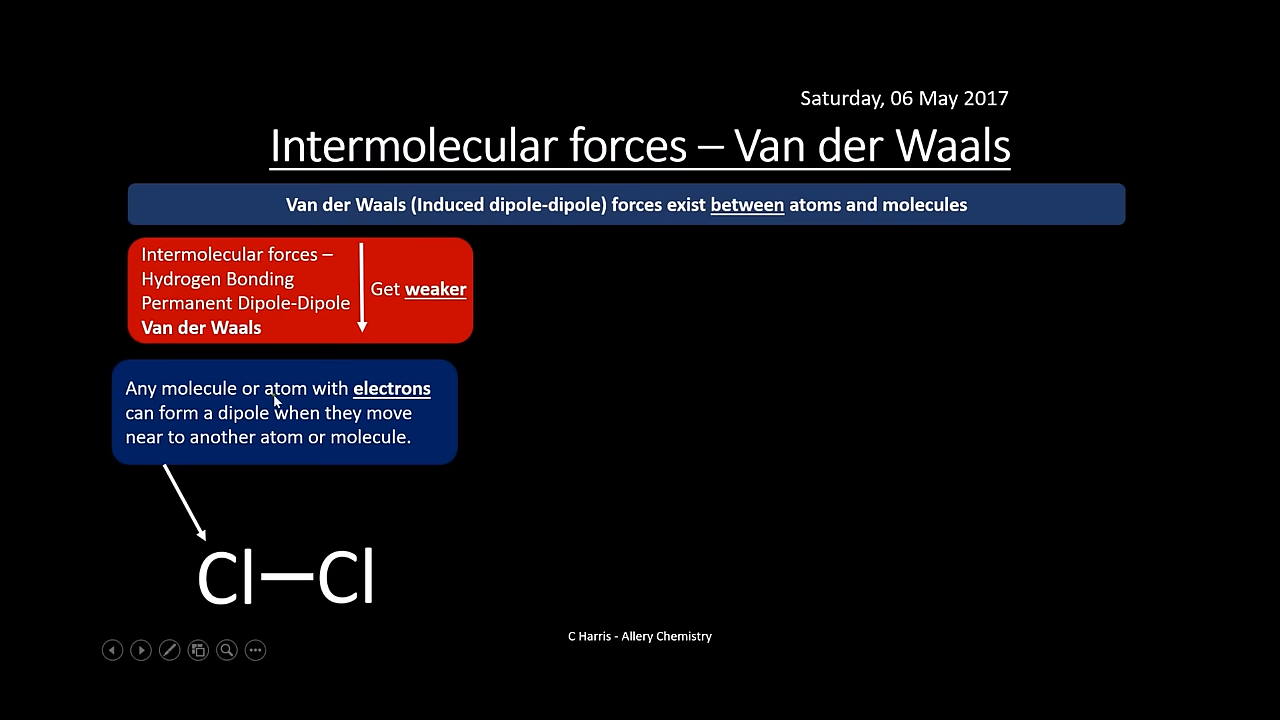 Saturday, 06 May 2017
Intermolecular forces – Van der Waals
Van der Waals (Induced dipole-dipole) forces exist between atoms and molecules
Intermolecular forces –
Hydrogen Bonding
Permanent Dipole-Dipole
Van der Waals
Get weaker
Any molecule or atom with electrons
can form a dipole when they move
near to another atom or molecule.
Cl—Cl
C Harris - Allery Chemistry